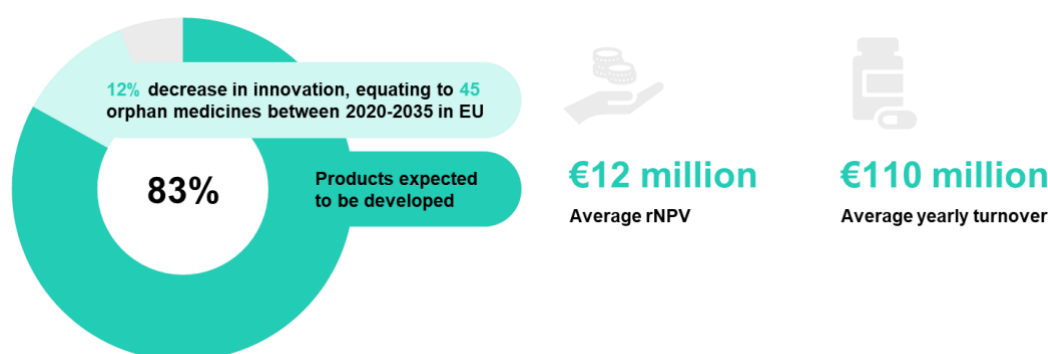 12% decrease in innovation, equating to 45
orphan medicines between 2020-2035 in EU
83%
Products expected
to be developed
€12 million
Average rNPV
€110 million
Average yearly turnover